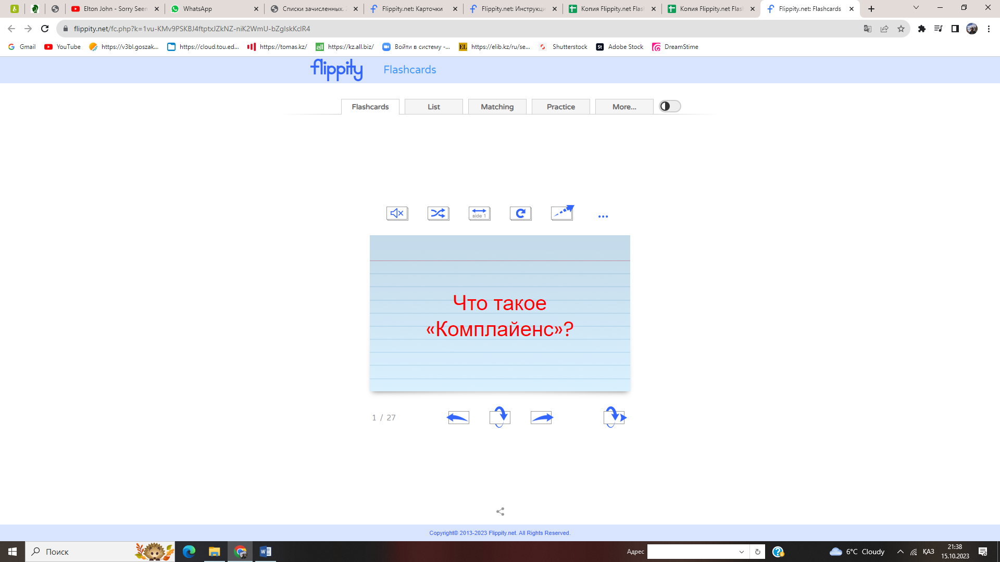 Elton John - Sorry Seem
WhatsApp
Списки зачисленных.
Flippity.net: Карточки
Flippity.net: Инструкци
Копия Flippity.net Flas
Копия Flippity.net Flas
Flippity.net: Flashcards
flippity.net/fc.php?k=1vu-KMv9PSKBJ4ftptxJZkNZ-niK2WmU-bZglskKclR4
Gmail
YouTube
https://v3bl.goszak...
https://cloud.tou.ed...
https://tomas.kz/
all
https://kz.all.biz/
Войти в систему -...
EL
https://elib.kz/ru/se...
Shutterstock
St
Adobe Stock
DreamStime
flippity
Flashcards
Flashcards
List
Matching
Practice
More...
side 1
Что такое
«Комплайенс»?
1 / 27
Copyright© 2013-2023 Flippity.net. All Rights Reserved.
Поиск
W
Адрес
6°C Cloudy
ҚАЗ
21:38
15.10.2023